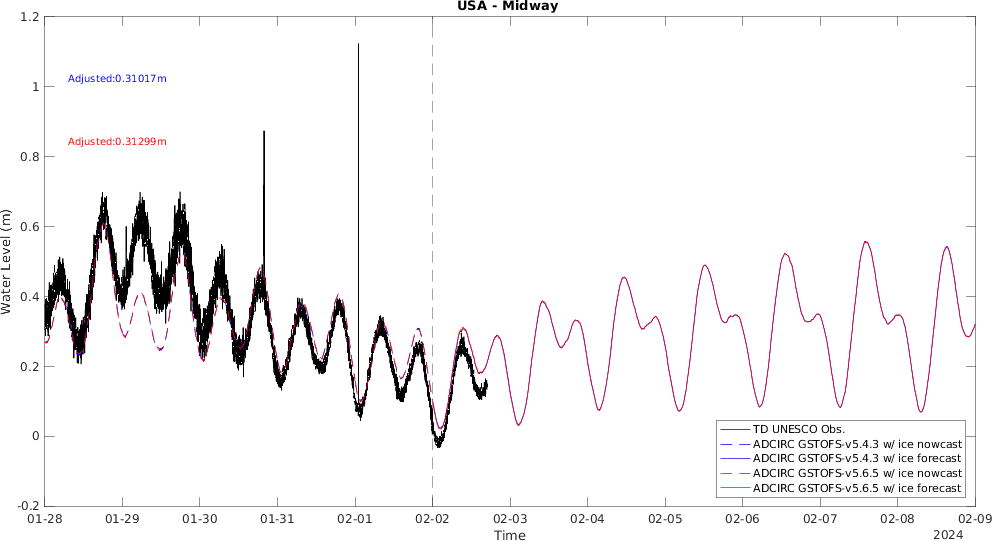 USA - Midway
1.2
1
0.8
0.6
0.4
0.2
0
-0.2
Water Level (m)
Adjusted:0.31017m
Adjusted:0.31299m
TD UNESCO Obs.
ADCIRC GSTOFS-v5.4.3 w/ ice nowcast
ADCIRC GSTOFS-v5.4.3 w/ ice forecast
ADCIRC GSTOFS-v5.6.5 w/ ice nowcast
ADCIRC GSTOFS-v5.6.5 w/ ice forecast
01-28 01-29 01-30 01-31 02-01 02-02 02-03 02-04 02-05 02-06 02-07 02-08 02-09
Time
2024